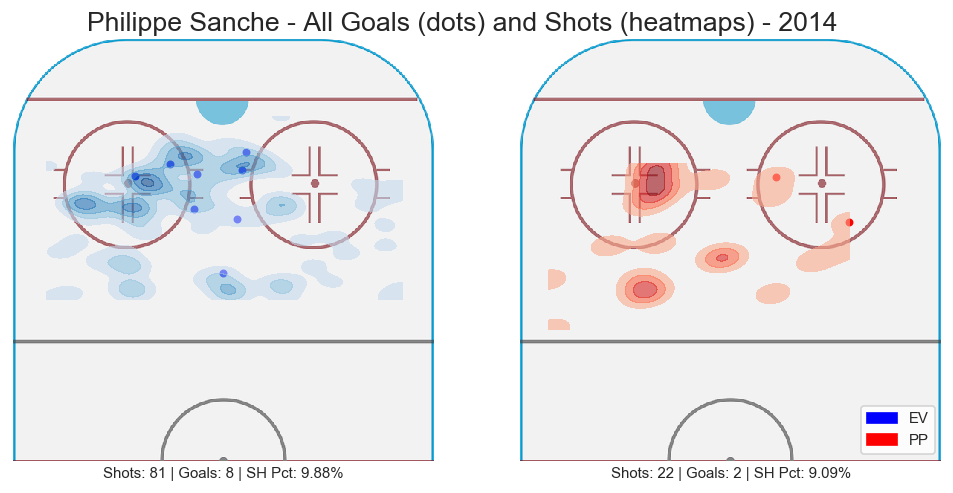 Philippe Sanche - All Goals (dots) and Shots (heatmaps) - 2014
EV
PP
Shots: 81 | Goals: 8 | SH Pct: 9.88%
Shots: 22 | Goals: 2 | SH Pct: 9.09%